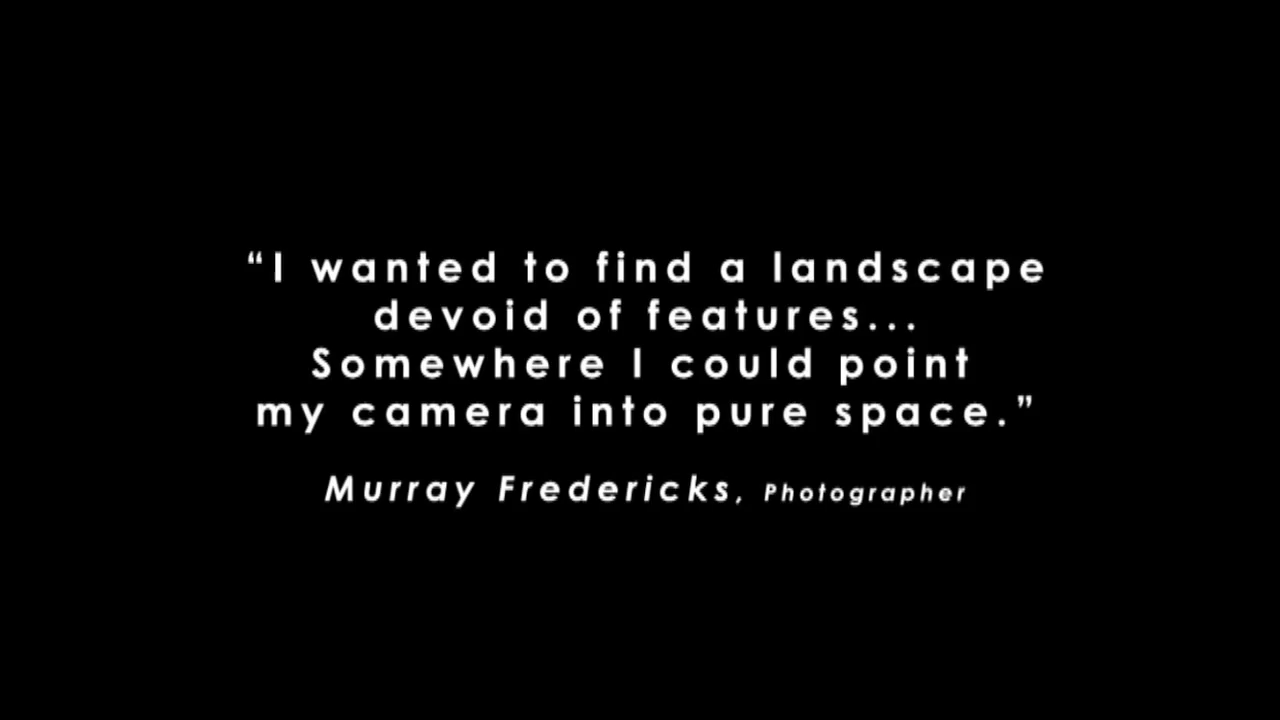 “I wanted to find a landscape
devoid of features...
Somewhere I could point
my camera into pure space.”
Murray Fredericks, Photographer